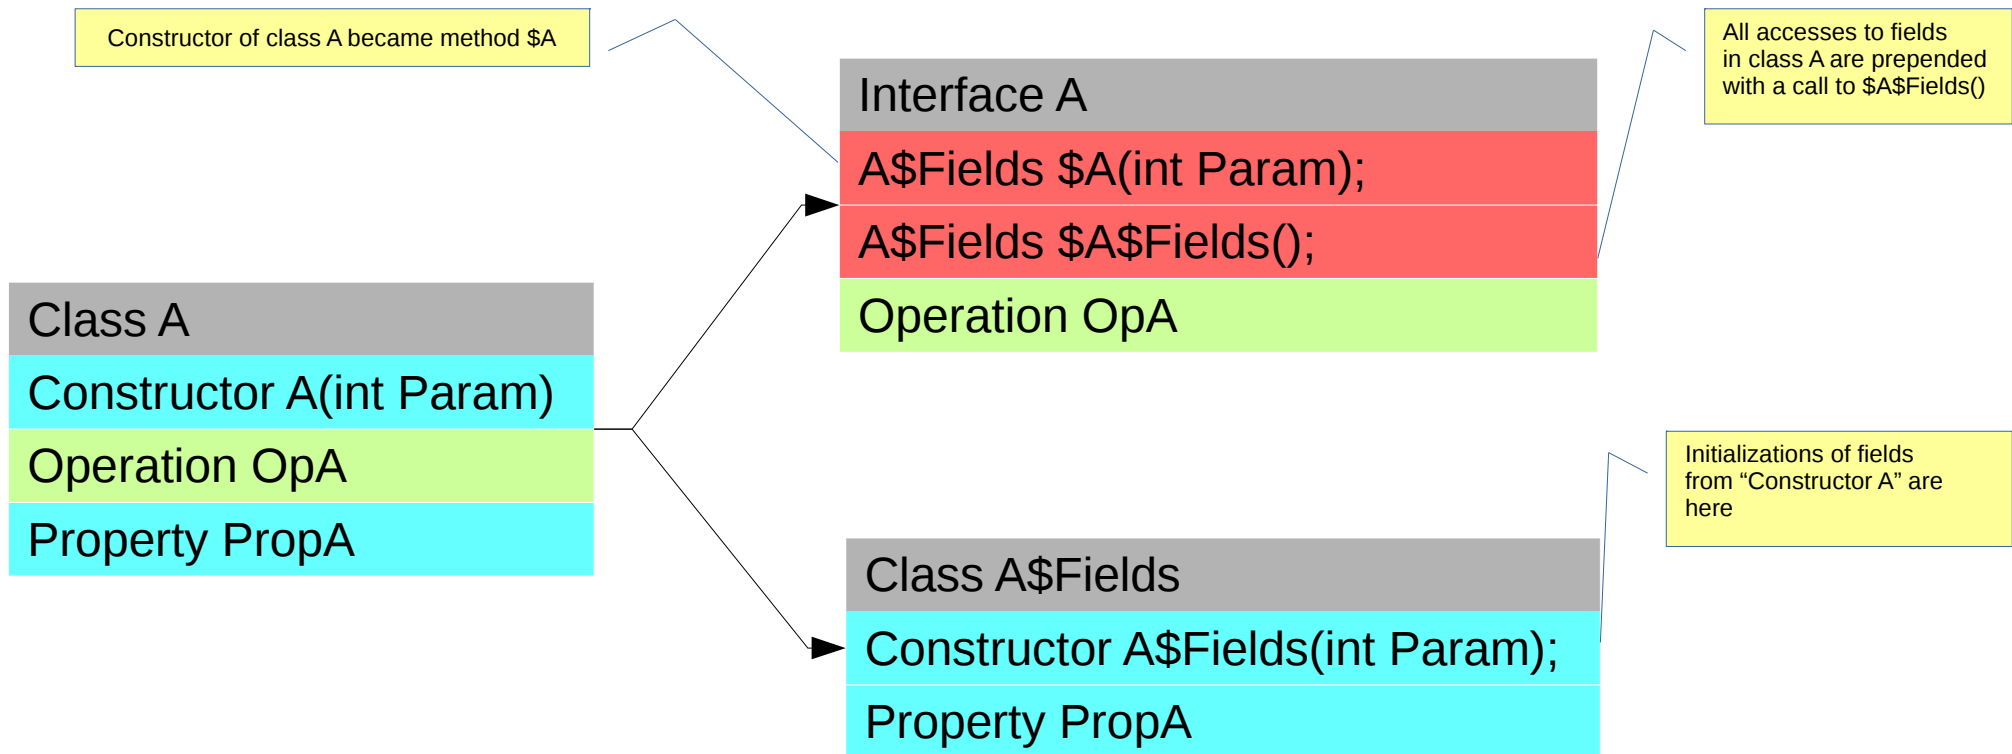 Constructor of class A became method $A
All accesses to fields
in class A are prepended
with a call to $A$Fields()
Interface A
A$Fields $A(int Param);
A$Fields $A$Fields();
Operation OpA
Class A
Constructor A(int Param)
Operation OpA
Property PropA
Initializations of fields
from “Constructor A” are
here
Class A$Fields
Constructor A$Fields(int Param);
Property PropA